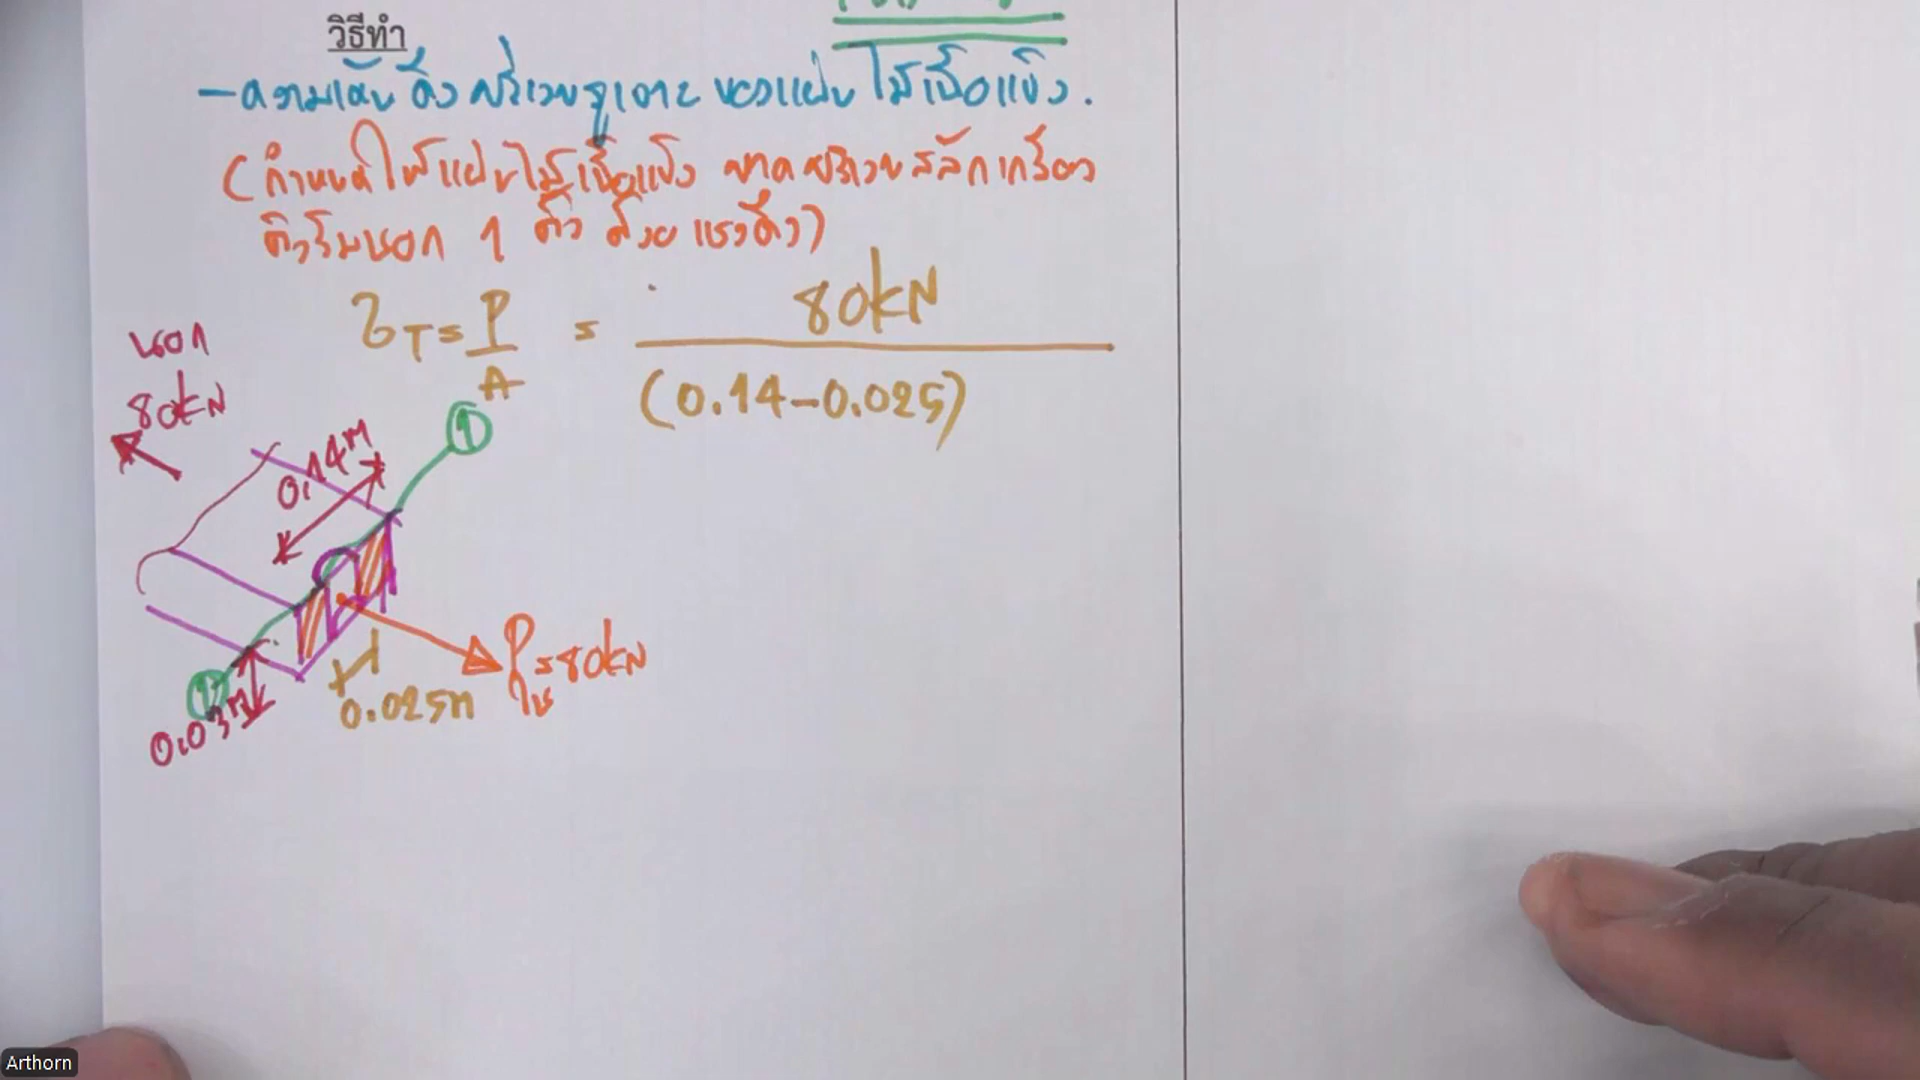 วิธีทำ
-ความเค้นดึงบริเวณรูเจาะของแผ่นไม้เนื้อแข็ง.
(กำหนดให้แผ่นไม้เนื้อแข็ง ขาดบริเวณสลักเกลียว
ตัวริมนอก 1 ตัว ด้วยแรงดึง)
σT = P/A = 80kN
(0.14-0.025)
นอก
80kN
1
0.14m
P = 80kN
ใน
1
0.03m
0.025m
Arthorn